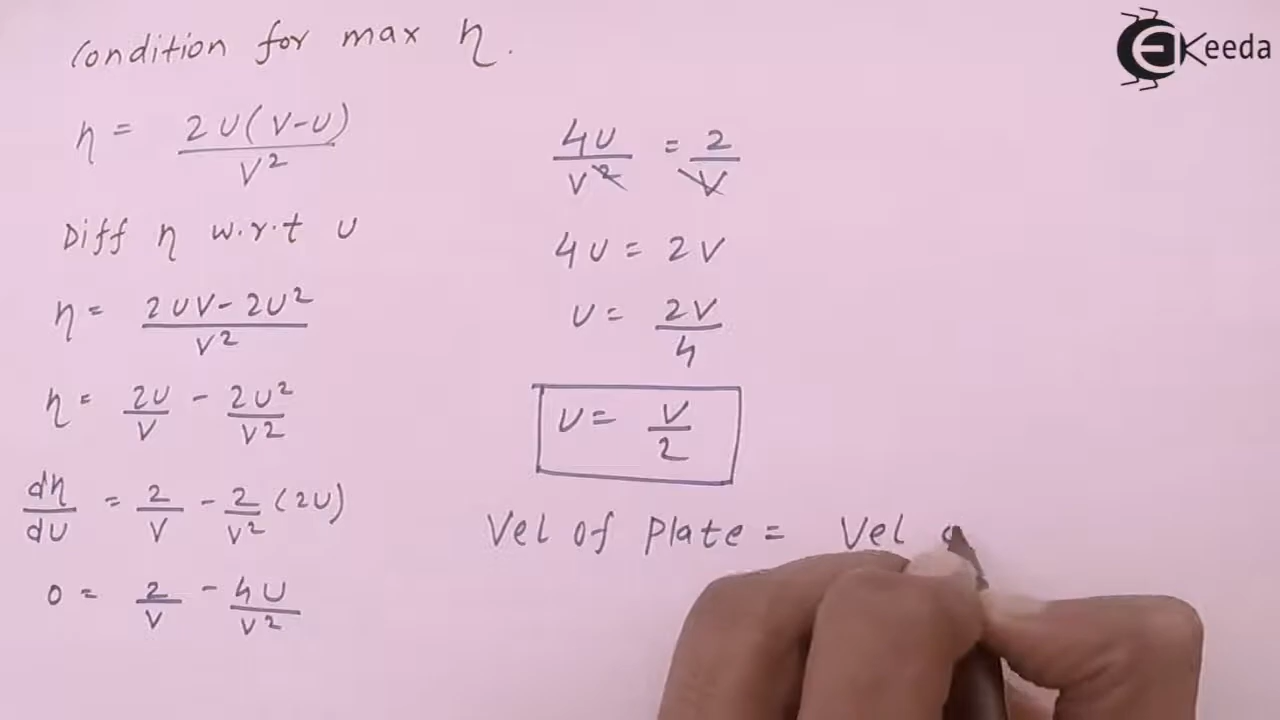 Condition for max η.
η = 2U(V-U) / V²
Diff η w.r.t U
η = 2UV - 2U² / V²
η = 2U/V - 2U²/V²
dη/dU = 2/V - 2/V² (2U)
0 = 2/V - 4U/V²
4U/V² = 2/V
4U = 2V
U = 2V/4
U = V/2
Vel of Plate = Vel
EKeeda